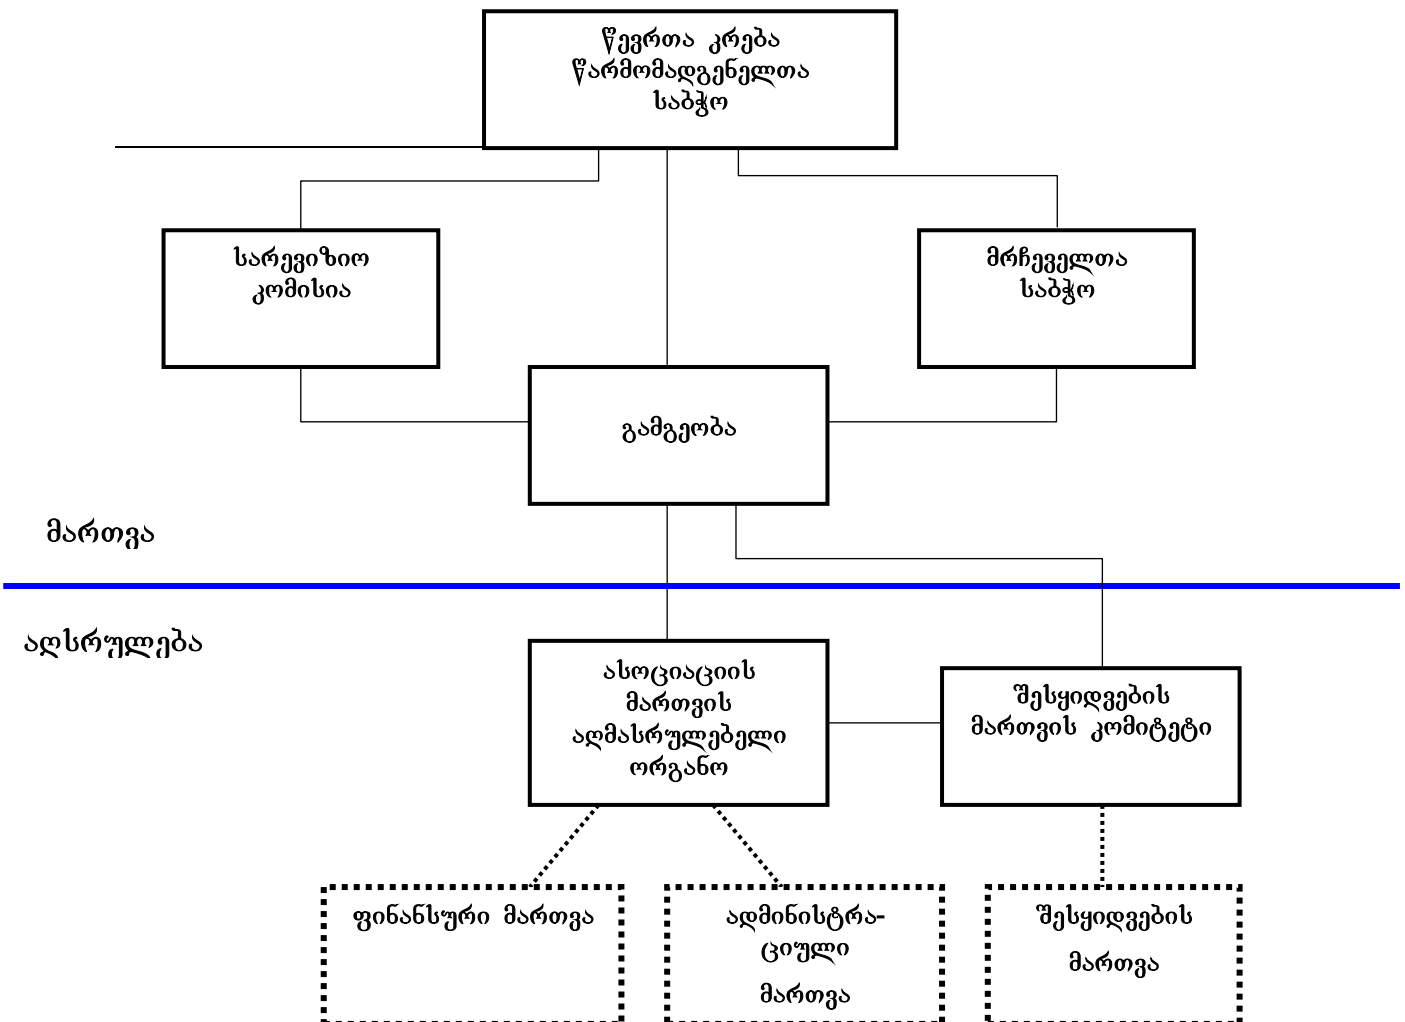 წევრთა კრება
წარმომადგენელთა
საბჭო
სარევიზიო
კომისია
მრჩეველთა
საბჭო
გამგეობა
მართვა
აღსრულება
ასოციაციის
მართვის
აღმასრულებელი
ორგანო
შესყიდვების
მართვის კომიტეტი
ფინანსური მართვა
ადმინისტრა-
ციული
მართვა
შესყიდვების
მართვა